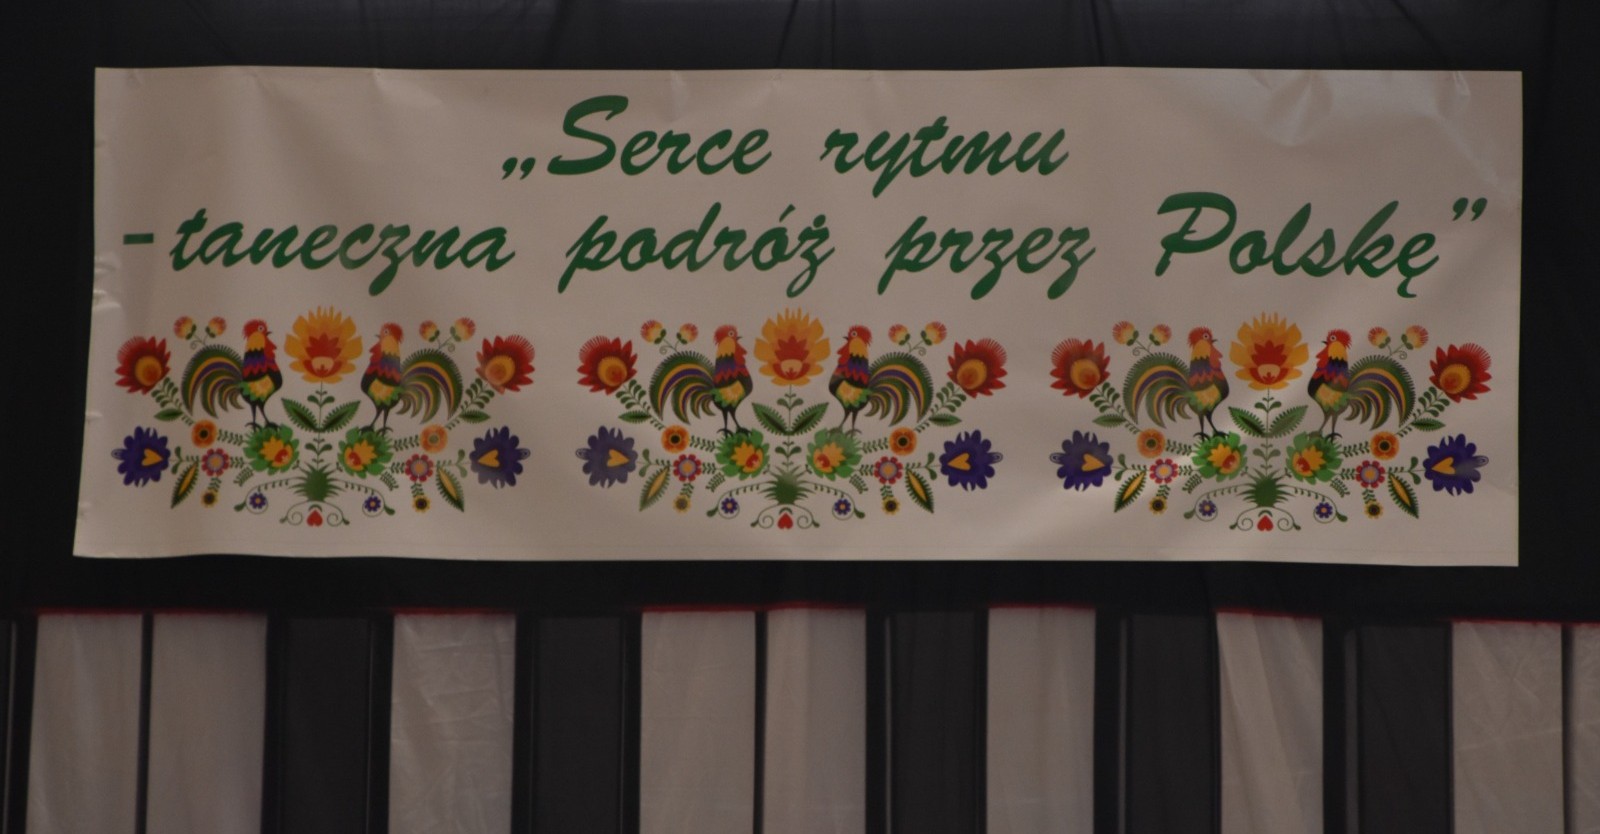 „Serce rytmu
- taneczna podróż przez Polskę”